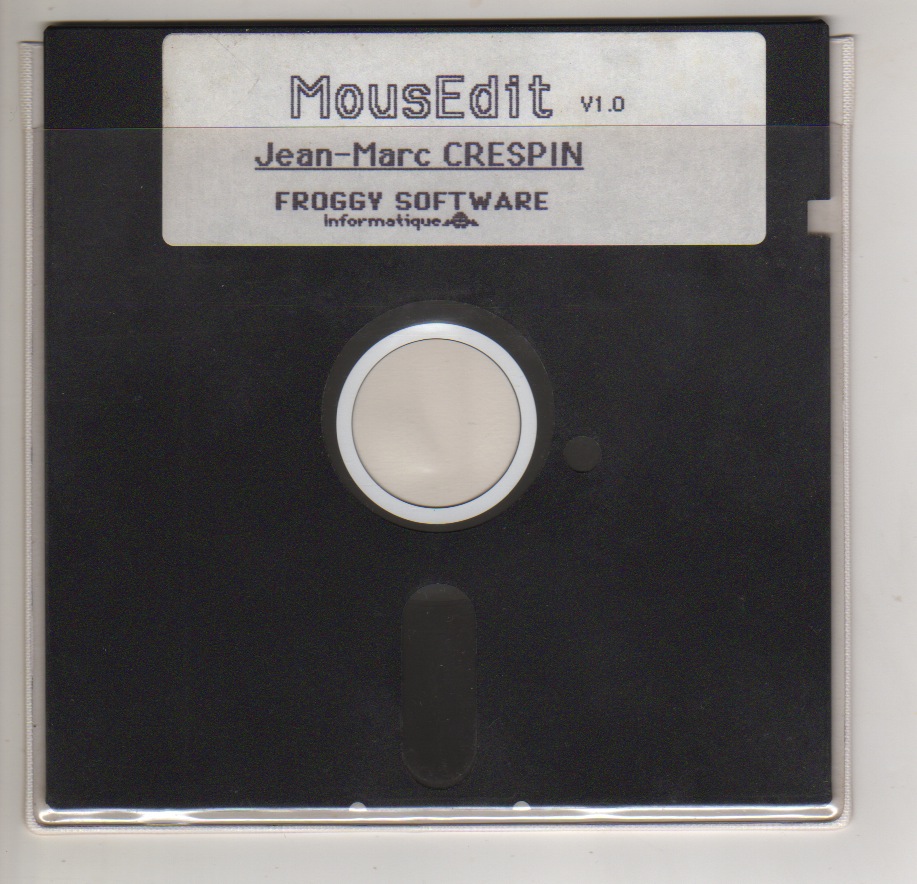 MousEdit V1.0
Jean-Marc CRESPIN
FROGGY SOFTWARE
informatique